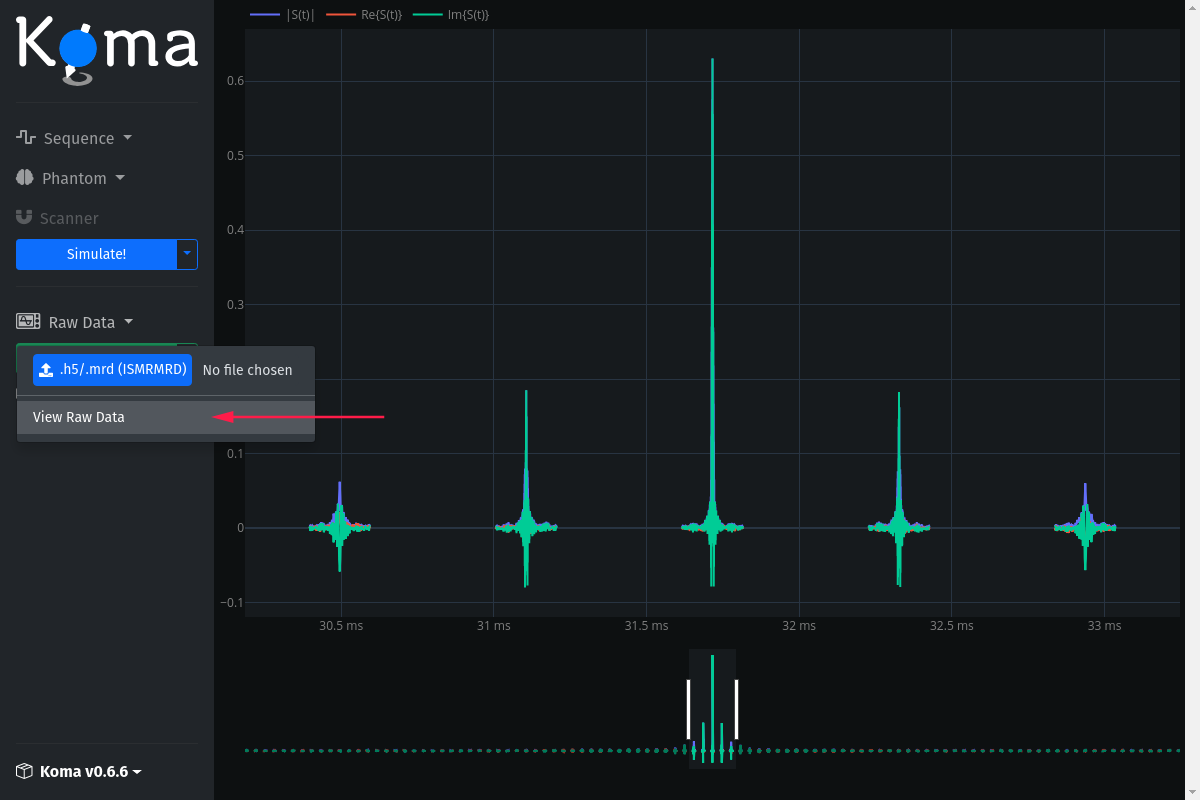 Koma
Sequence
Phantom
Scanner
Simulate!
Raw Data
.h5/.mrd (ISMRMRD) No file chosen
View Raw Data
Koma v0.6.6
|S(t)| Re{S(t)} Im{S(t)}
0.6
0.5
0.4
0.3
0.1
0
−0.1
30.5 ms 31 ms 31.5 ms 32 ms 32.5 ms 33 ms